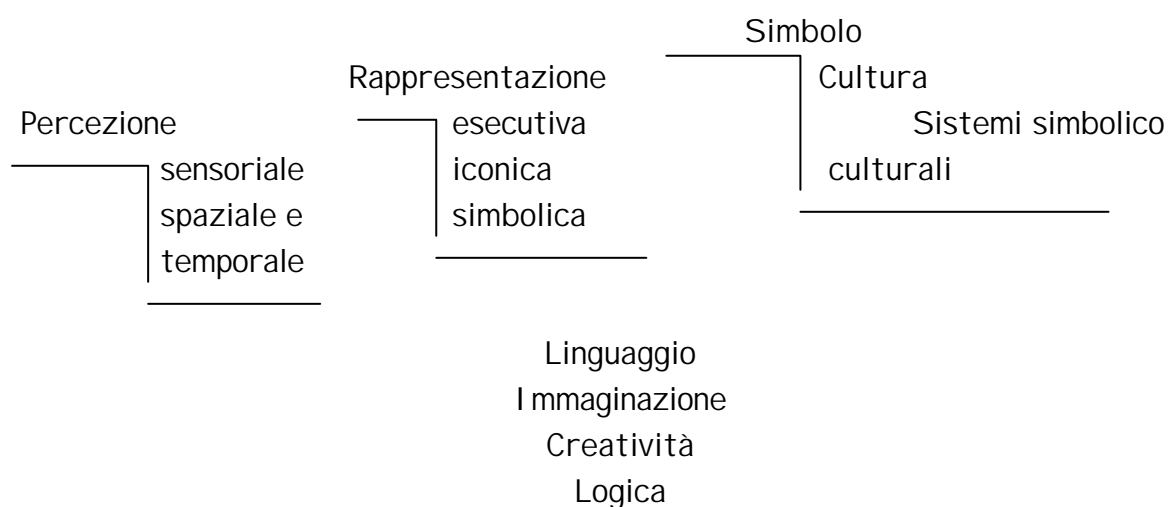 Simbolo
Rappresentazione
Cultura
Percezione
esecutiva
Sistemi simbolico
sensoriale
iconica
culturali
spaziale e
simbolica
temporale
Linguaggio
Immaginazione
Creatività
Logica